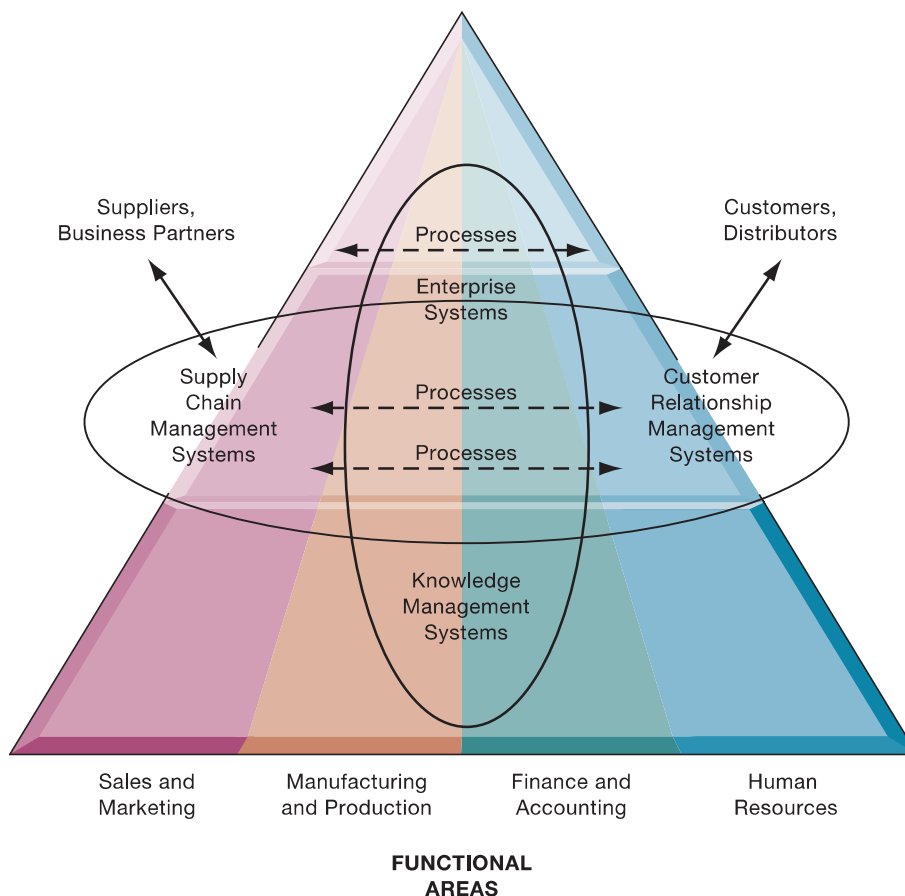 Suppliers,
Business Partners
Customers,
Distributors
Processes
Enterprise
Systems
Supply
Chain
Management
Systems
Processes
Processes
Customer
Relationship
Management
Systems
Knowledge
Management
Systems
Sales and
Marketing
Manufacturing
and Production
Finance and
Accounting
Human
Resources
FUNCTIONAL
AREAS